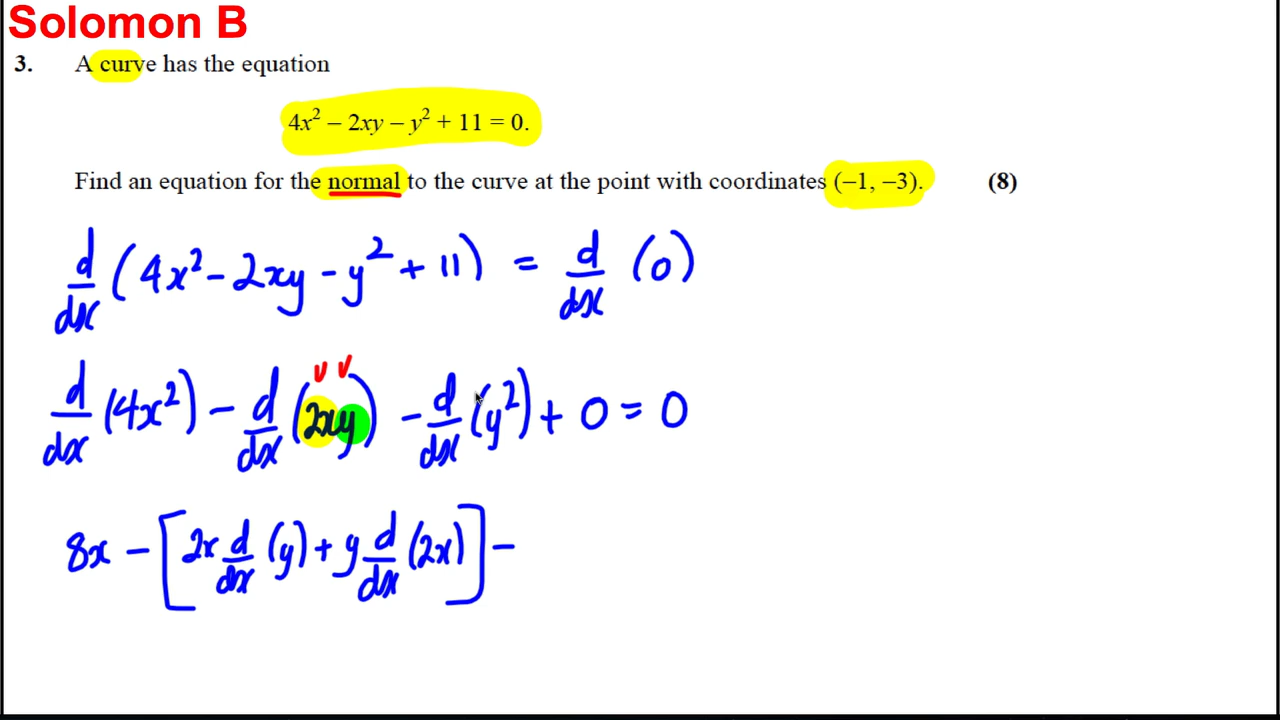 Solomon B
3. A curve has the equation
4x² – 2xy – y² + 11 = 0.
Find an equation for the normal to the curve at the point with coordinates (–1, –3). (8)
d/dx (4x² - 2xy - y² + 11) = d/dx (0)
d/dx (4x²) - d/dx (2xy) - d/dx (y²) + 0 = 0
8x - [2x d/dx (y) + y d/dx (2x)] -